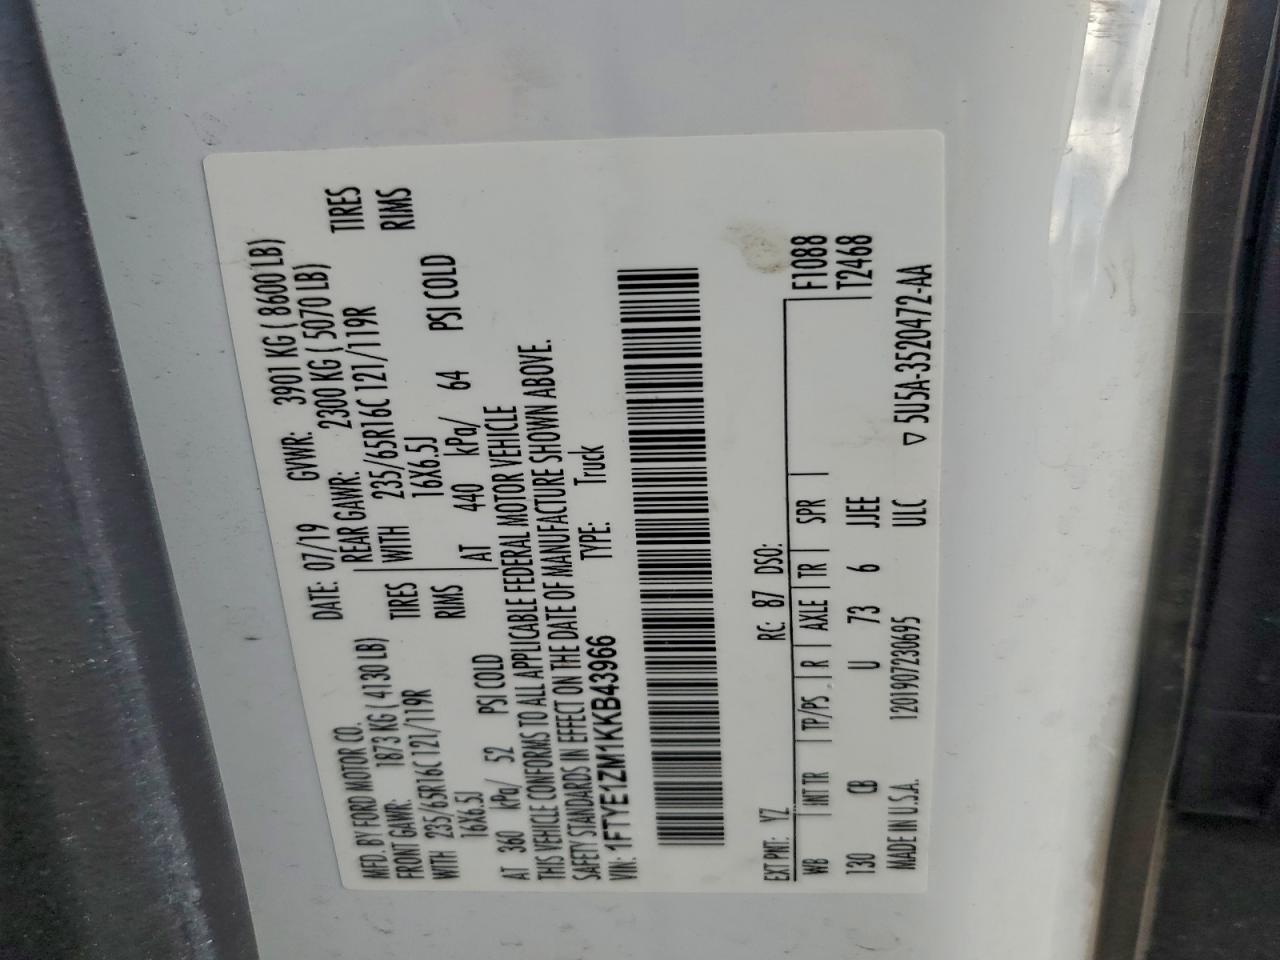 MFD. BY FORD MOTOR CO.
DATE: 07/19 GVWR: 3901 KG ( 8600 LB)
FRONT GAWR: 1873 KG ( 4130 LB) REAR GAWR: 2300 KG ( 5070 LB)
WITH 235/65R16C 121/119R TIRES WITH 235/65R16C 121/119R TIRES
16X6.5J RIMS 16X6.5J RIMS
AT 360 kPa/ 52 PSI COLD AT 440 kPa/ 64 PSI COLD
THIS VEHICLE CONFORMS TO ALL APPLICABLE FEDERAL MOTOR VEHICLE
SAFETY STANDARDS IN EFFECT ON THE DATE OF MANUFACTURE SHOWN ABOVE.
VIN: 1FTYE1ZM1KKB43966 TYPE: Truck
EXT PNT: YZ RC: 87 DSO: F1088
WB INT TR TP/PS R AXLE TR SPR T2468
130 CB U 73 6 JJEE
MADE IN U.S.A. 1201907230695 ULC ▽ 5U5A-3520472-AA